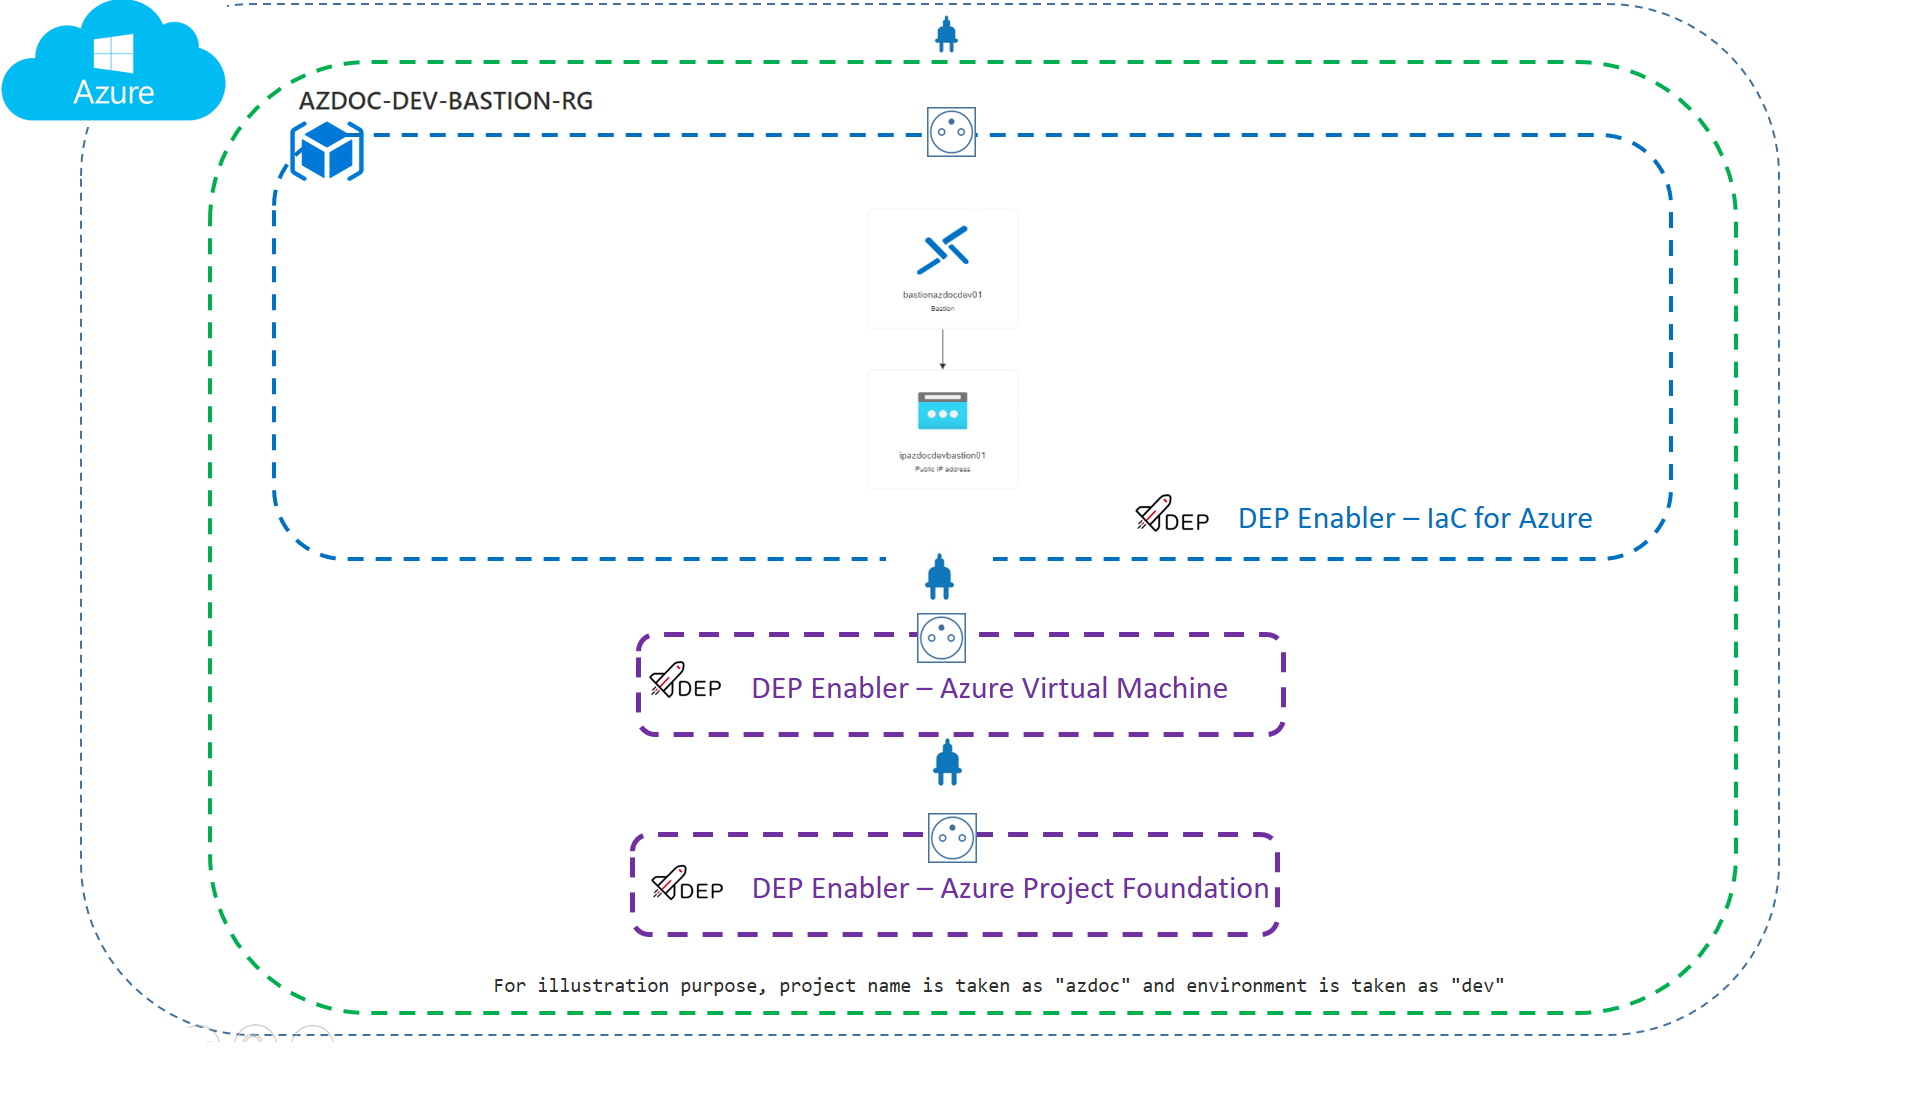 Azure
AZDOC-DEV-BASTION-RG
bastionazdocdev01
Bastion
ipazdocdevbastion01
Public IP address
DEP
DEP Enabler – IaC for Azure
DEP
DEP Enabler – Azure Virtual Machine
DEP
DEP Enabler – Azure Project Foundation
For illustration purpose, project name is taken as "azdoc" and environment is taken as "dev"